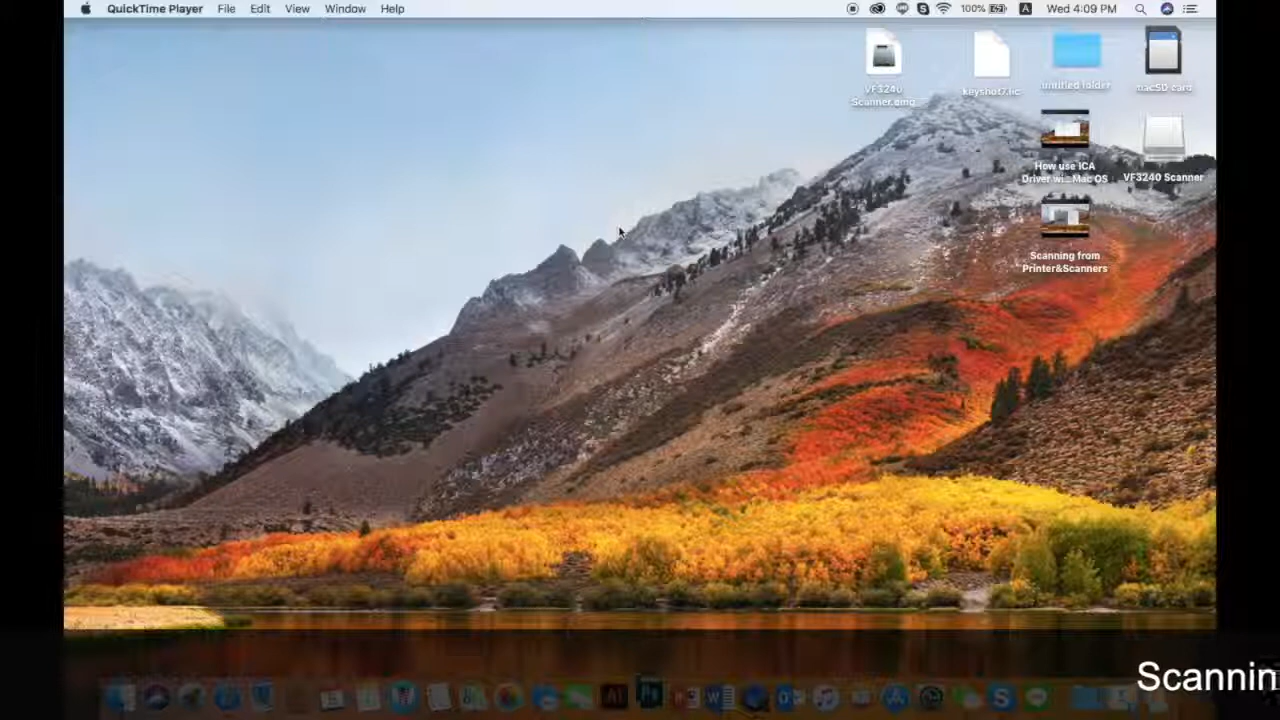 QuickTime Player File Edit View Window Help 100% A Wed 4:09 PM
VF3240
Scanner.dmg
keyshot7.lic
untitled folder
macSD card
How use ICA
Driver wi...Mac OS
VF3240 Scanner
Scanning from
Printer&Scanners
Scannin